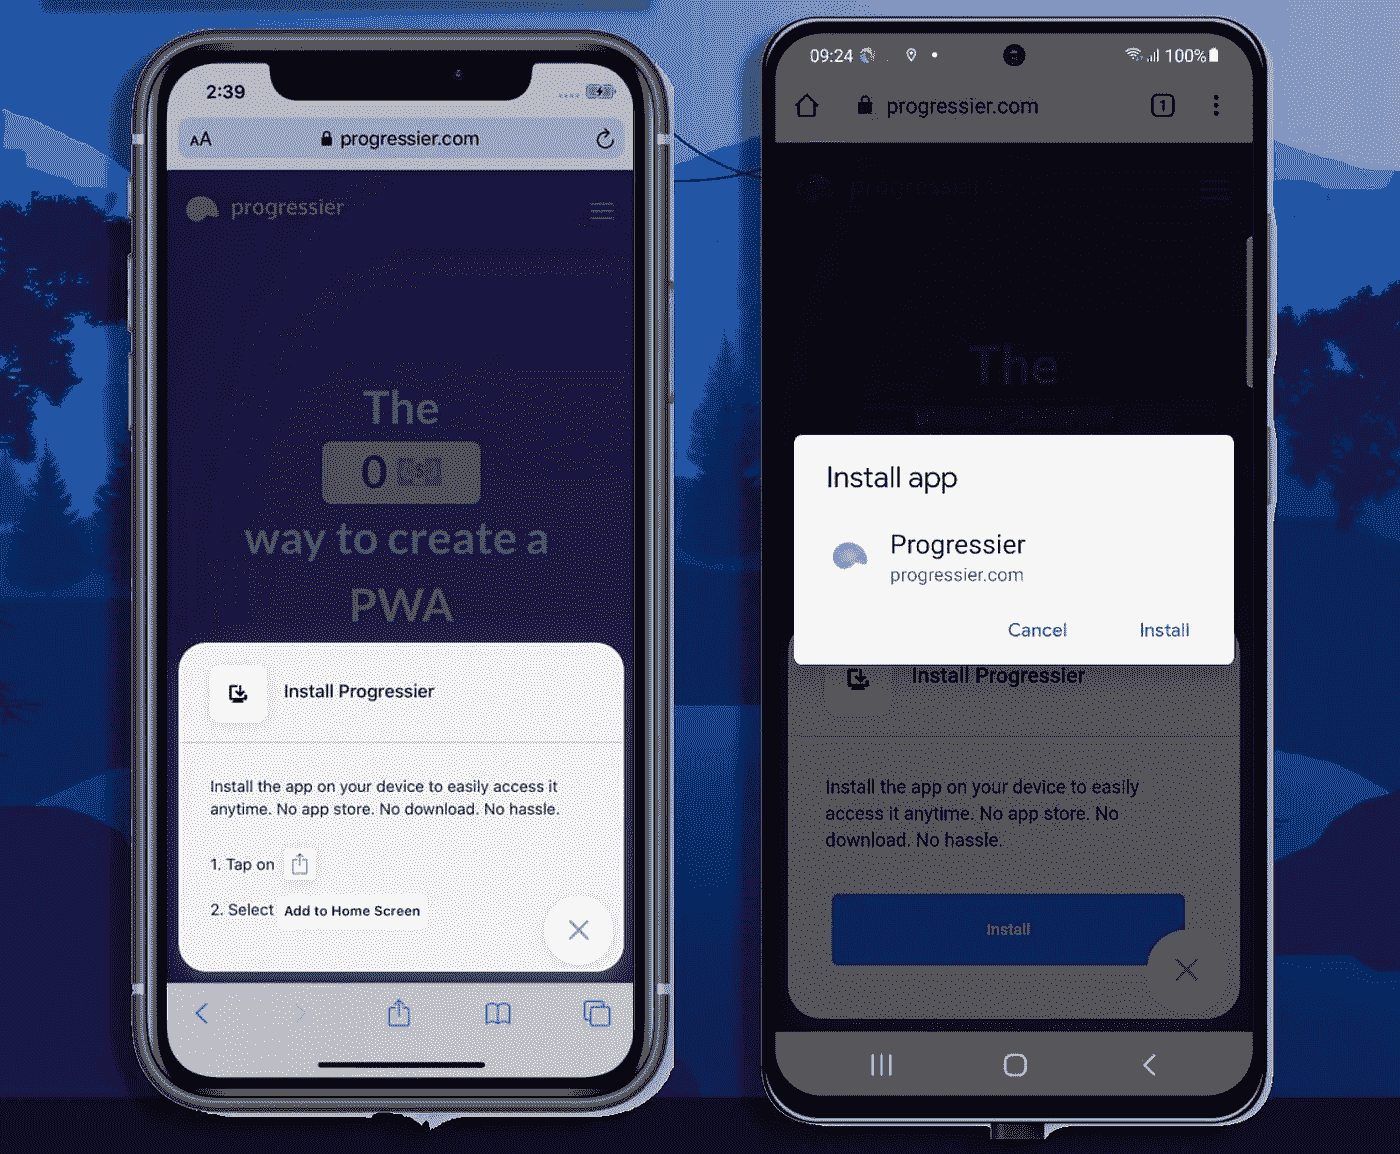 2:39
AA progressier.com
progressier
The
0
way to create a
PWA
Install Progressier
Install the app on your device to easily access it
anytime. No app store. No download. No hassle.
1. Tap on
2. Select Add to Home Screen
09:24 100%
progressier.com 1
progressier
The
Install app
Progressier
progressier.com
Cancel Install
Install Progressier
Install the app on your device to easily
access it anytime. No app store. No
download. No hassle.
Install